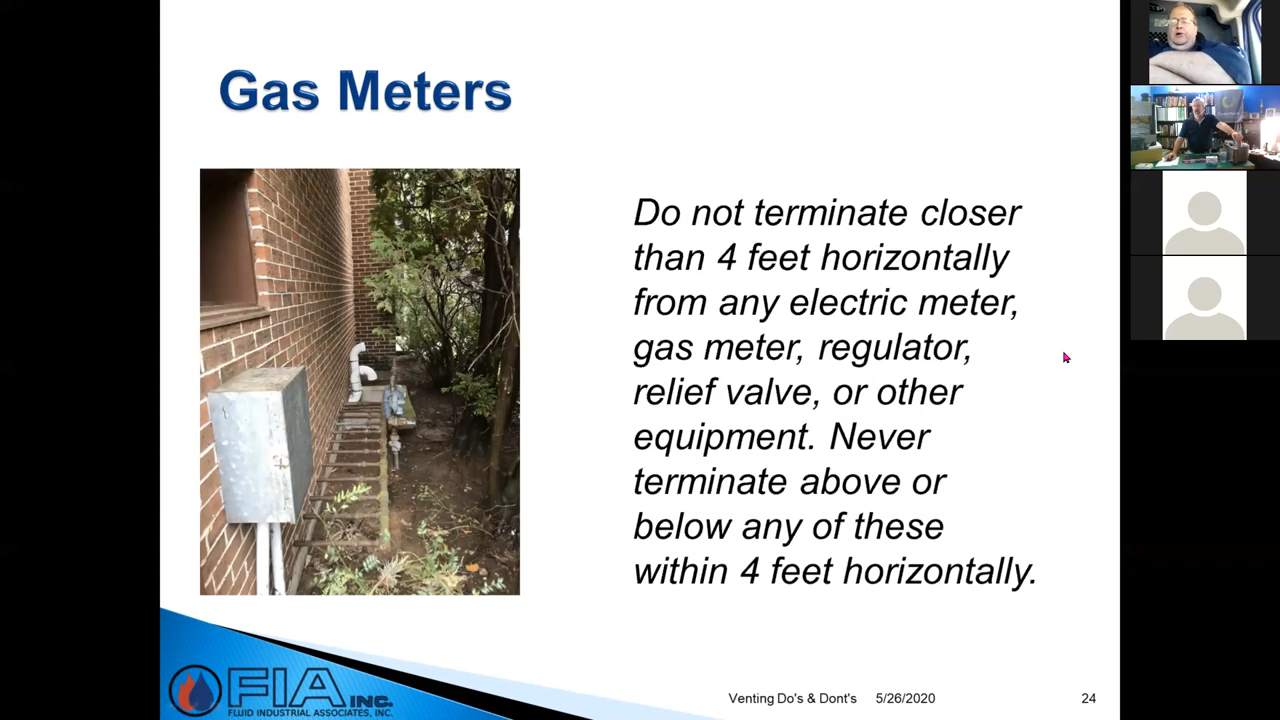 Gas Meters
Do not terminate closer
than 4 feet horizontally
from any electric meter,
gas meter, regulator,
relief valve, or other
equipment. Never
terminate above or
below any of these
within 4 feet horizontally.
FIA INC.
FLUID INDUSTRIAL ASSOCIATES, INC.
Venting Do's & Dont's 5/26/2020 24